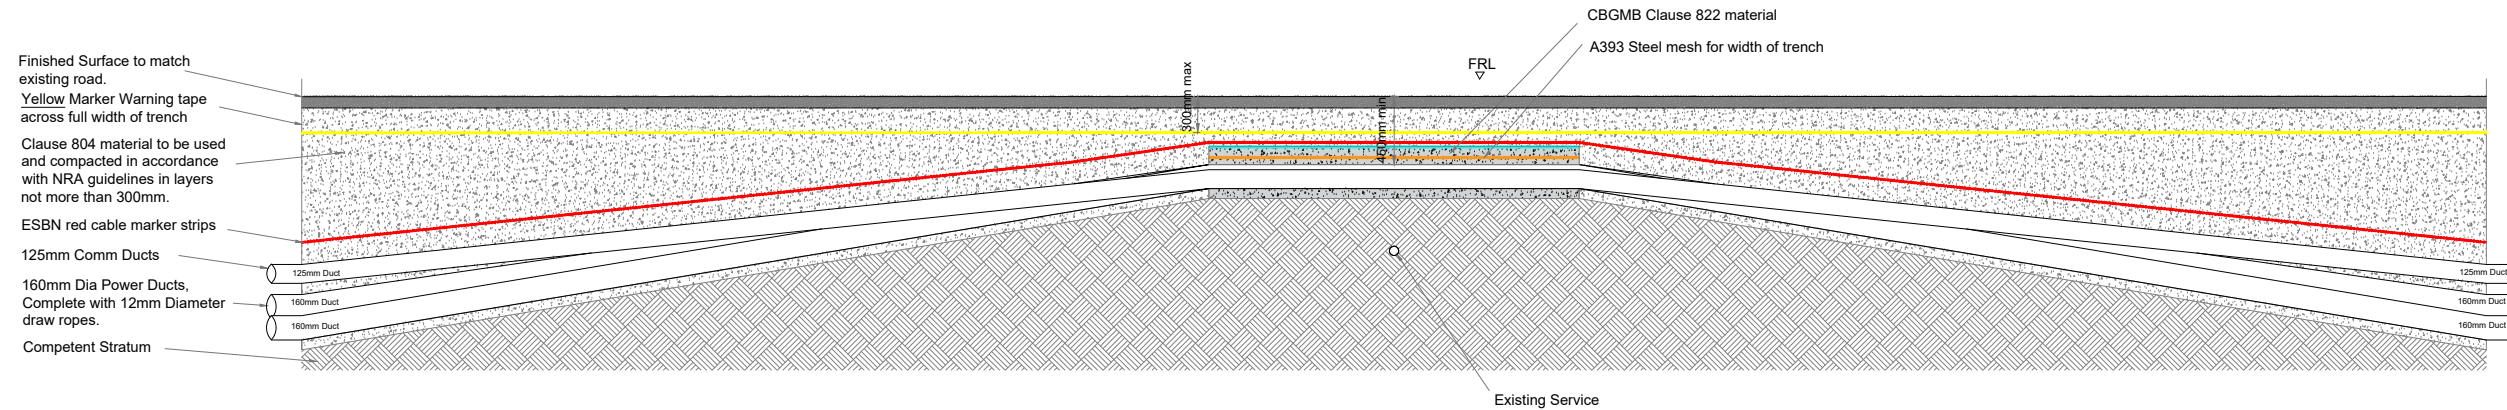 CBGMB Clause 822 material
A393 Steel mesh for width of trench
FRL
Finished Surface to match
existing road.
Yellow Marker Warning tape
across full width of trench
300mm max
450mm min
Clause 804 material to be used
and compacted in accordance
with NRA guidelines in layers
not more than 300mm.
ESBN red cable marker strips
125mm Comm Ducts
160mm Dia Power Ducts,
Complete with 12mm Diameter
draw ropes.
Competent Stratum
125mm Duct
160mm Duct
160mm Duct
125mm Duct
160mm Duct
160mm Duct
Existing Service